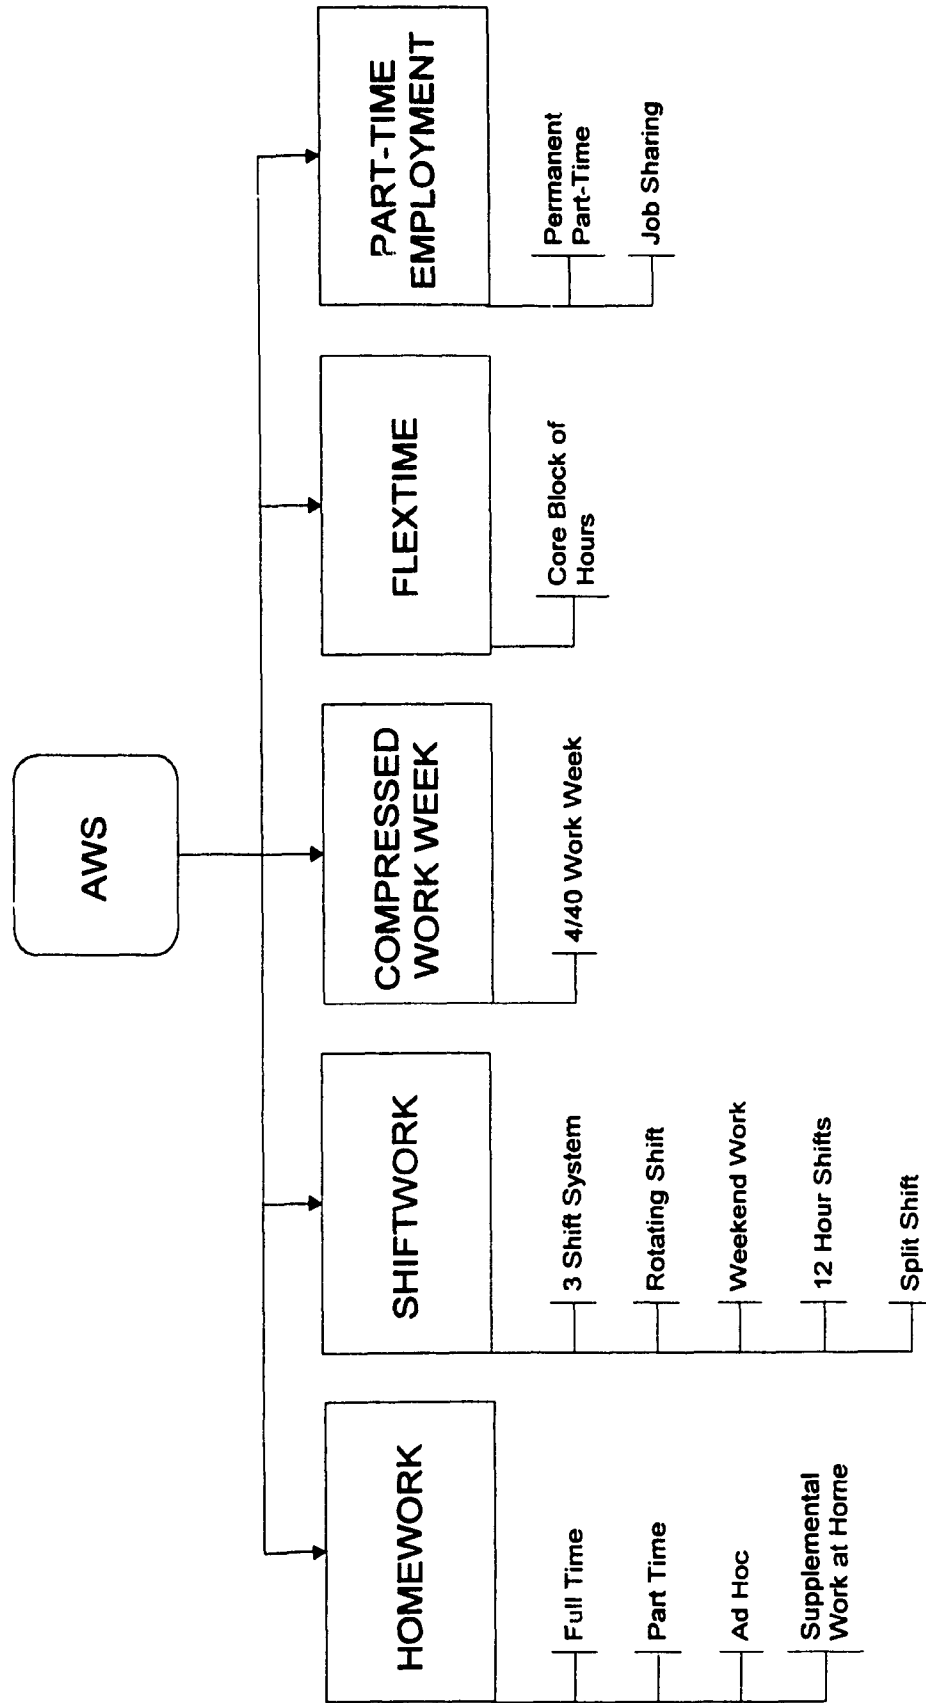 AWS
HOMEWORK
Full Time
Part Time
Ad Hoc
Supplemental
Work at Home
SHIFTWORK
3 Shift System
Rotating Shift
Weekend Work
12 Hour Shifts
Split Shift
COMPRESSED
WORK WEEK
4/40 Work Week
FLEXTIME
Core Block of
Hours
PART-TIME
EMPLOYMENT
Permanent
Part-Time
Job Sharing